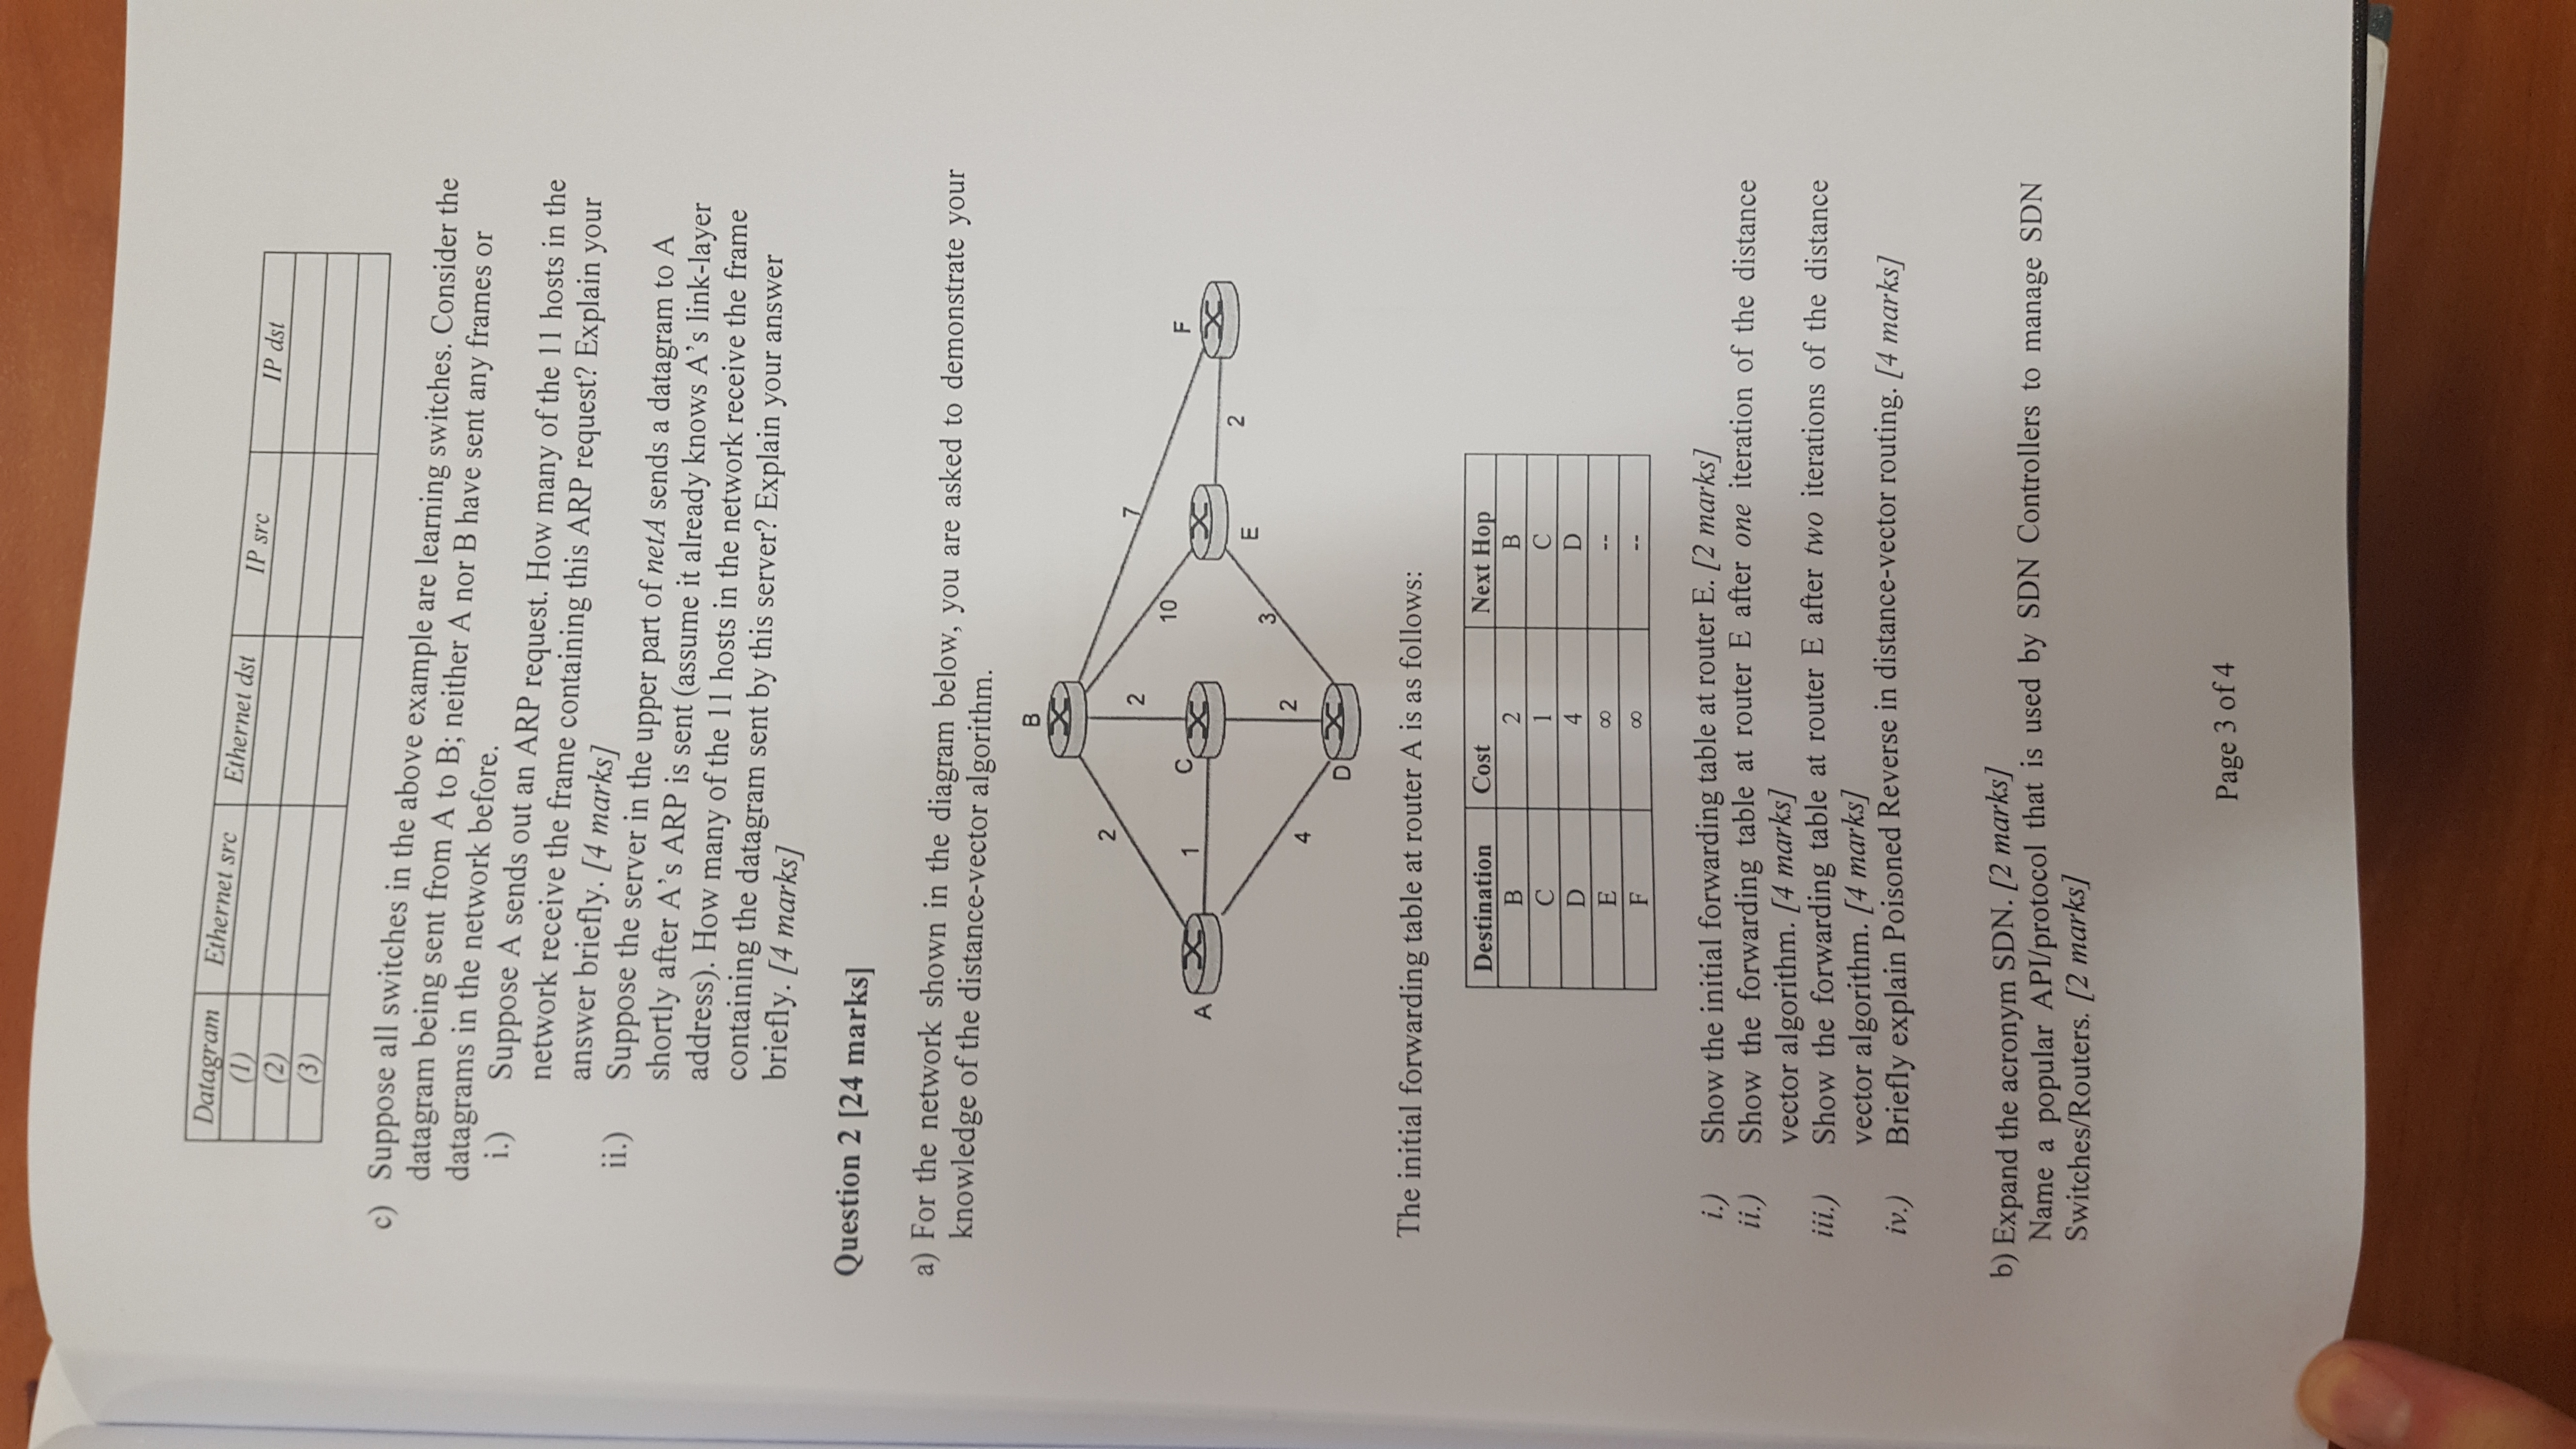 Datagram Ethernet src Ethernet dst IP src IP dst
(1)
(2)
(3)
c) Suppose all switches in the above example are learning switches. Consider the
datagram being sent from A to B; neither A nor B have sent any frames or
datagrams in the network before.
i.) Suppose A sends out an ARP request. How many of the 11 hosts in the
network receive the frame containing this ARP request? Explain your
answer briefly. [4 marks]
ii.) Suppose the server in the upper part of netA sends a datagram to A
shortly after A's ARP is sent (assume it already knows A's link-layer
address). How many of the 11 hosts in the network receive the frame
containing the datagram sent by this server? Explain your answer
briefly. [4 marks]
Question 2 [24 marks]
a) For the network shown in the diagram below, you are asked to demonstrate your
knowledge of the distance-vector algorithm.
B
2
7
2
10
A
1
C
F
E
2
3
4
2
D
The initial forwarding table at router A is as follows:
Destination Cost Next Hop
B 2 B
C 1 C
D 4 D
E ∞ --
F ∞ --
i.) Show the initial forwarding table at router E. [2 marks]
ii.) Show the forwarding table at router E after one iteration of the distance
vector algorithm. [4 marks]
iii.) Show the forwarding table at router E after two iterations of the distance
vector algorithm. [4 marks]
iv.) Briefly explain Poisoned Reverse in distance-vector routing. [4 marks]
b) Expand the acronym SDN. [2 marks]
Name a popular API/protocol that is used by SDN Controllers to manage SDN
Switches/Routers. [2 marks]
Page 3 of 4